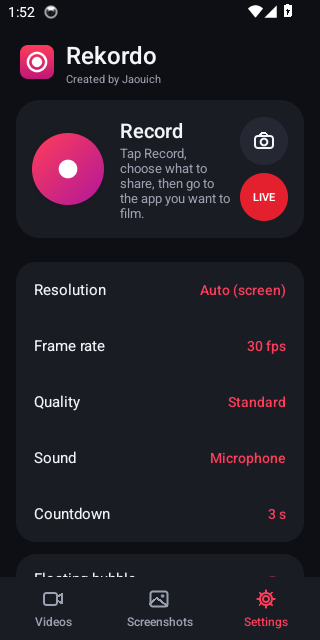 1:52
Rekordo
Created by Jaouich
Record
Tap Record,
choose what to
share, then go to
the app you want to
film.
LIVE
Resolution
Auto (screen)
Frame rate
30 fps
Quality
Standard
Sound
Microphone
Countdown
3 s
Floating bubble
Videos
Screenshots
Settings